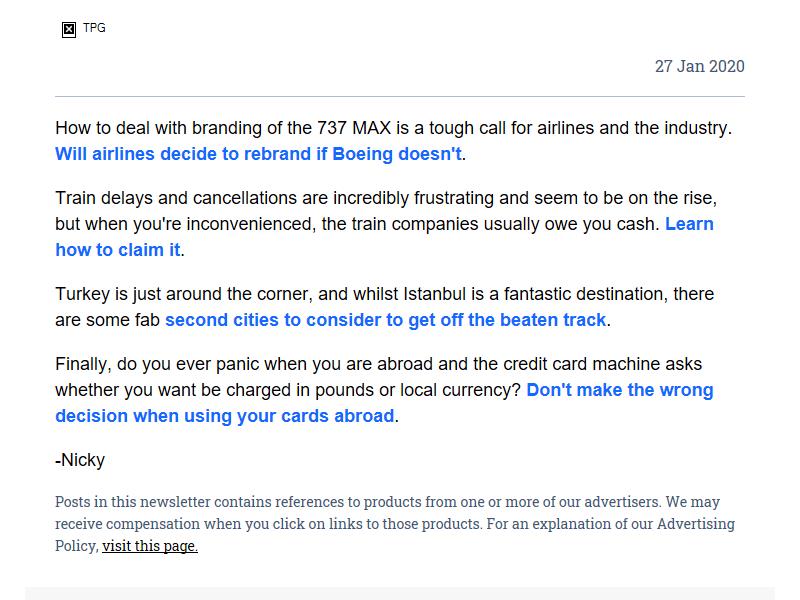 TPG
27 Jan 2020
How to deal with branding of the 737 MAX is a tough call for airlines and the industry.
Will airlines decide to rebrand if Boeing doesn't.
Train delays and cancellations are incredibly frustrating and seem to be on the rise,
but when you're inconvenienced, the train companies usually owe you cash. Learn
how to claim it.
Turkey is just around the corner, and whilst Istanbul is a fantastic destination, there
are some fab second cities to consider to get off the beaten track.
Finally, do you ever panic when you are abroad and the credit card machine asks
whether you want be charged in pounds or local currency? Don't make the wrong
decision when using your cards abroad.
-Nicky
Posts in this newsletter contains references to products from one or more of our advertisers. We may
receive compensation when you click on links to those products. For an explanation of our Advertising
Policy, visit this page.